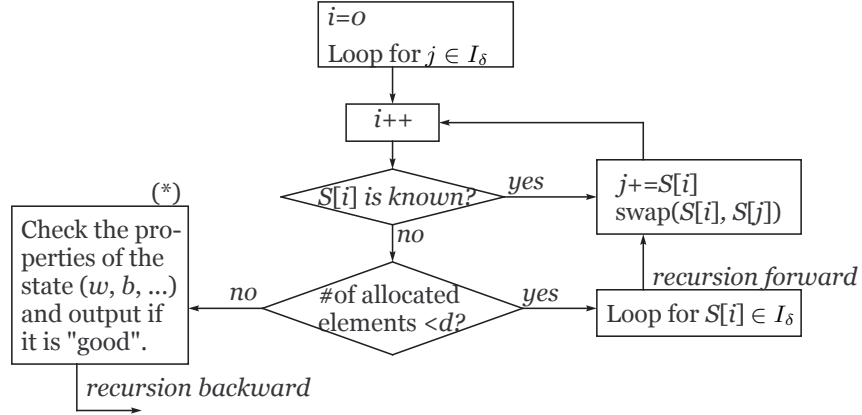 i=0
Loop for j ∈ I_δ
i++
S[i] is known?
yes
j+=S[i]
swap(S[i], S[j])
(*)
Check the pro-
perties of the
state (w, b, ...)
and output if
it is "good".
no
no
#of allocated
elements <d?
yes
recursion forward
Loop for S[i] ∈ I_δ
recursion backward